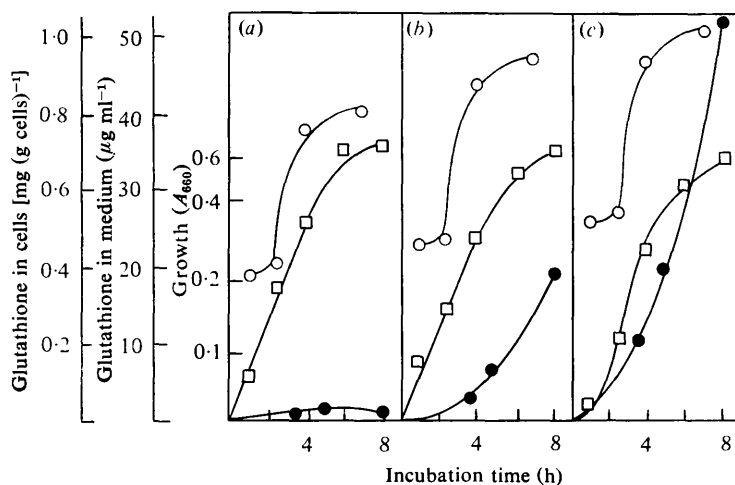 (a)
(b)
(c)
Glutathione in cells [mg (g cells)⁻¹]
1·0
0·8
0·6
0·4
0·2
Glutathione in medium (μg ml⁻¹)
50
40
30
20
10
Growth (A₆₆₀)
0·6
0·4
0·2
0·1
4 8 4 8 4 8
Incubation time (h)